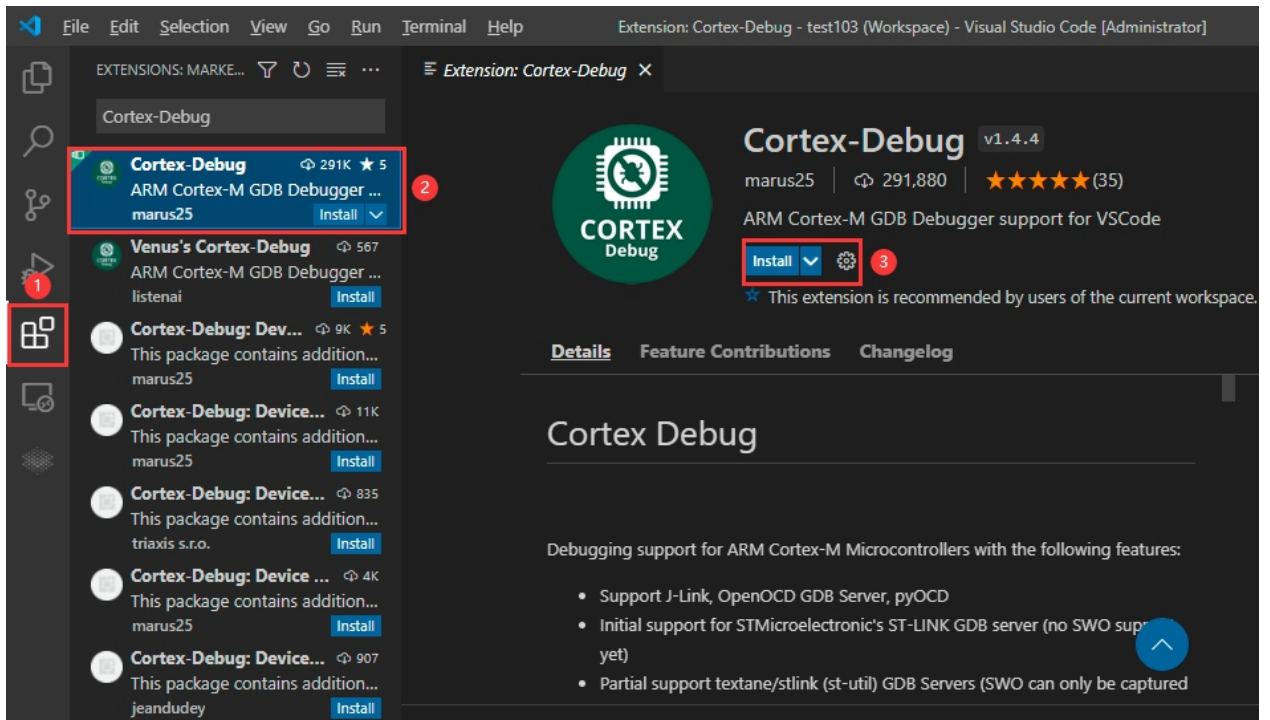 File Edit Selection View Go Run Terminal Help Extension: Cortex-Debug - test103 (Workspace) - Visual Studio Code [Administrator]
EXTENSIONS: MARKE...
Cortex-Debug
Cortex-Debug 291K ★ 5
ARM Cortex-M GDB Debugger ...
marus25 Install
2
Venus's Cortex-Debug 567
ARM Cortex-M GDB Debugger ...
listenai Install
1
Cortex-Debug: Dev... 9K ★ 5
This package contains addition...
marus25 Install
Cortex-Debug: Device... 11K
This package contains addition...
marus25 Install
Cortex-Debug: Device... 835
This package contains addition...
triaxis s.r.o. Install
Cortex-Debug: Device ... 4K
This package contains addition...
marus25 Install
Cortex-Debug: Device... 907
This package contains addition...
jeandudey Install
Extension: Cortex-Debug
CORTEX
Debug
Cortex-Debug v1.4.4
marus25 291,880 ★★★★★(35)
ARM Cortex-M GDB Debugger support for VSCode
Install 3
This extension is recommended by users of the current workspace.
Details Feature Contributions Changelog
Cortex Debug
Debugging support for ARM Cortex-M Microcontrollers with the following features:
• Support J-Link, OpenOCD GDB Server, pyOCD
• Initial support for STMicroelectronic's ST-LINK GDB server (no SWO
yet)
• Partial support textane/stlink (st-util) GDB Servers (SWO can only be captured